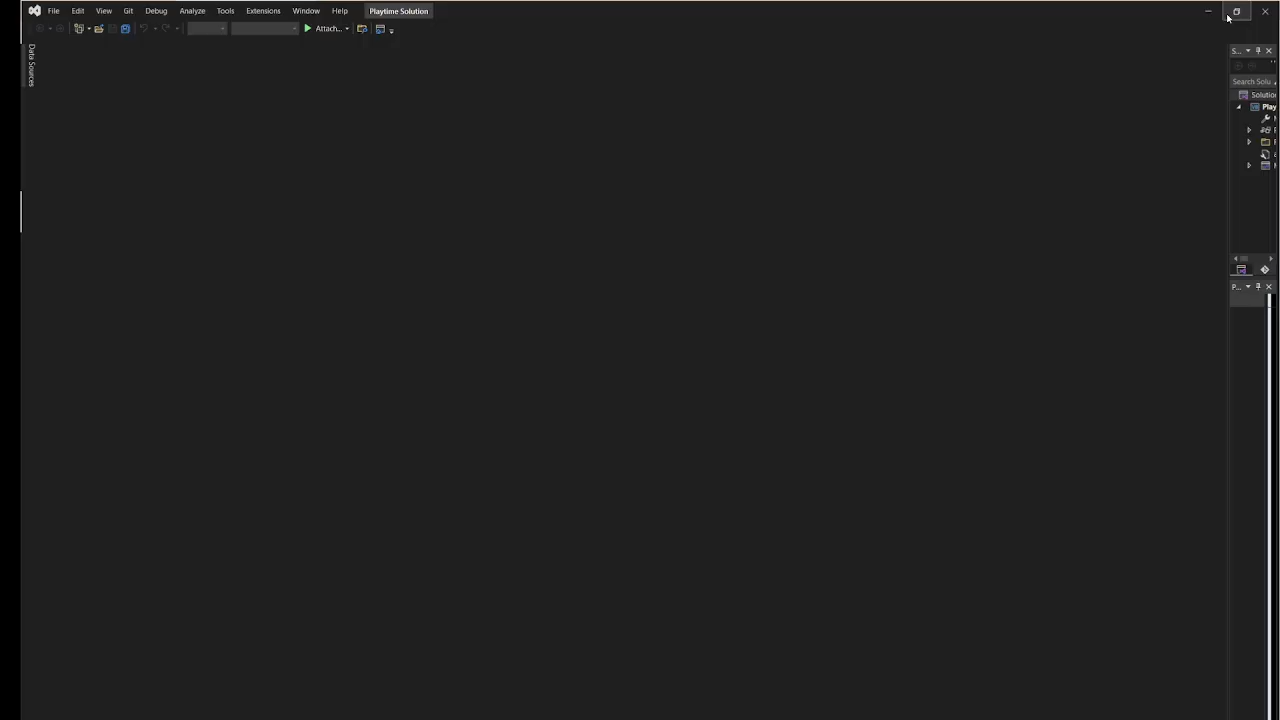 File Edit View Git Debug Analyze Tools Extensions Window Help Playtime Solution
Attach...
Data Sources
S...
Search Solu
Solution
Play
P...